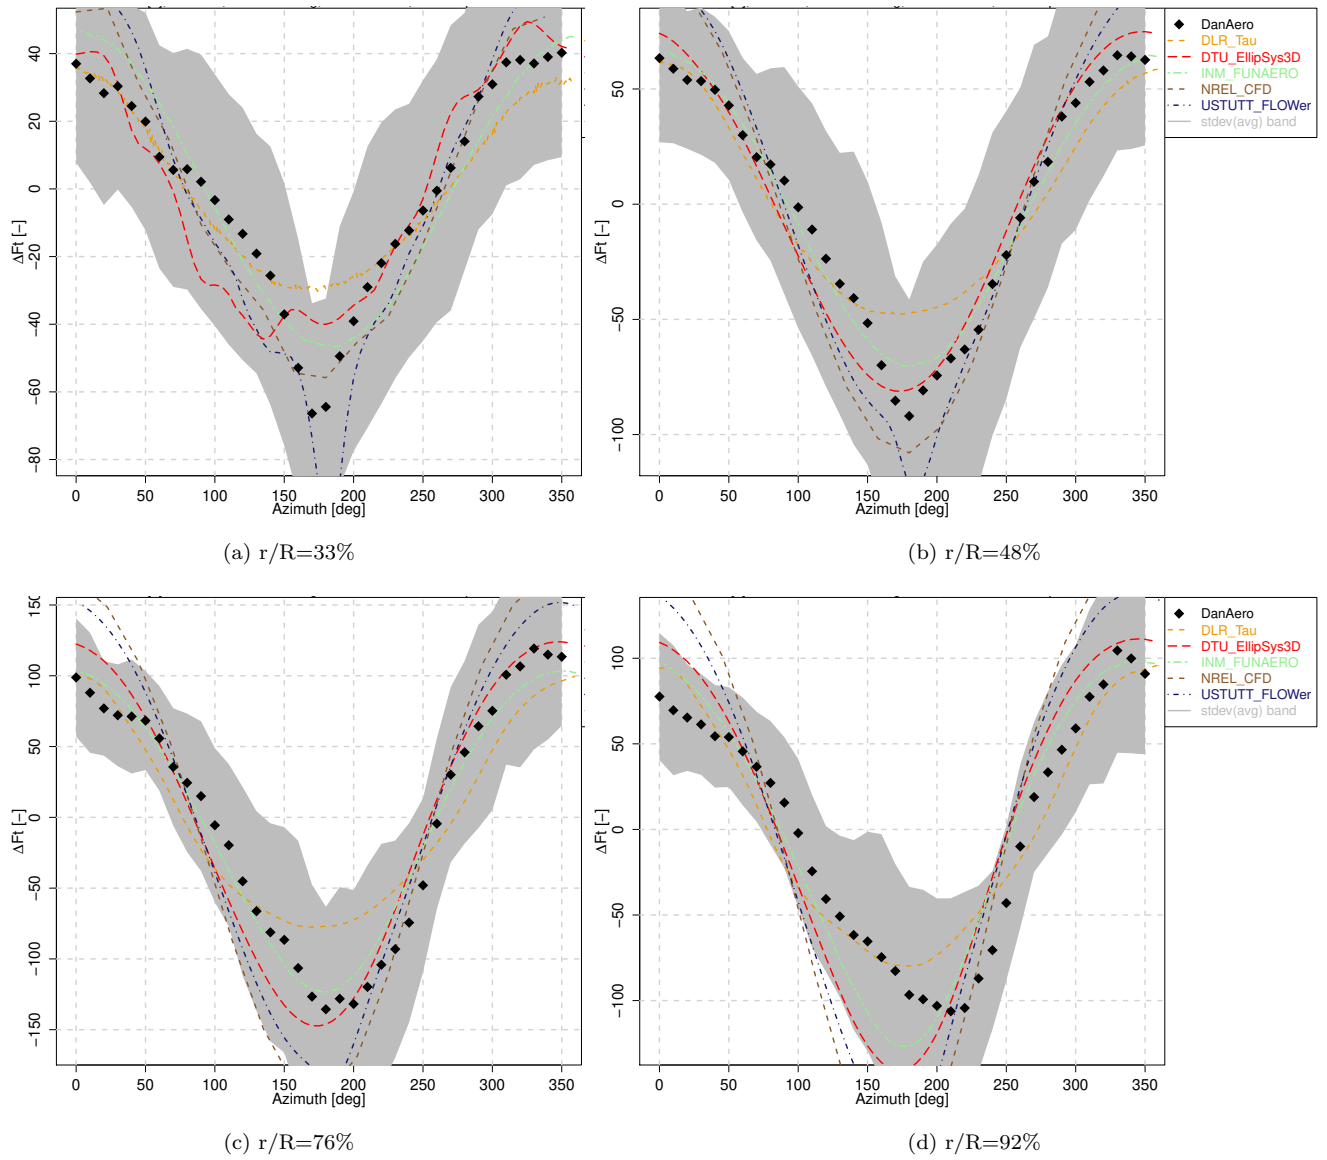 40
20
0
−20
−40
−60
−80
ΔFt [−]
0 50 100 150 200 250 300 350
Azimuth [deg]
(a) r/R=33%
50
0
−50
−100
ΔFt [−]
0 50 100 150 200 250 300 350
Azimuth [deg]
(b) r/R=48%
DanAero
DLR_Tau
DTU_EllipSys3D
INM_FUNAERO
NREL_CFD
USTUTT_FLOWer
stdev(avg) band
100
50
0
−50
−100
−150
ΔFt [−]
0 50 100 150 200 250 300 350
Azimuth [deg]
(c) r/R=76%
100
50
0
−50
−100
ΔFt [−]
0 50 100 150 200 250 300 350
Azimuth [deg]
(d) r/R=92%
DanAero
DLR_Tau
DTU_EllipSys3D
INM_FUNAERO
NREL_CFD
USTUTT_FLOWer
stdev(avg) band